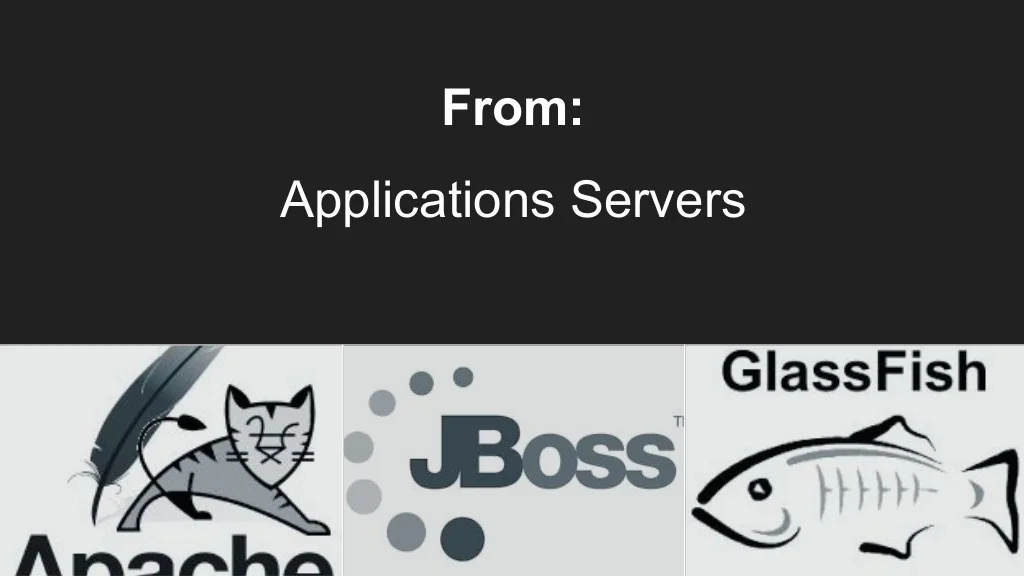 From:
Applications Servers
GlassFish
JBoss
Apache